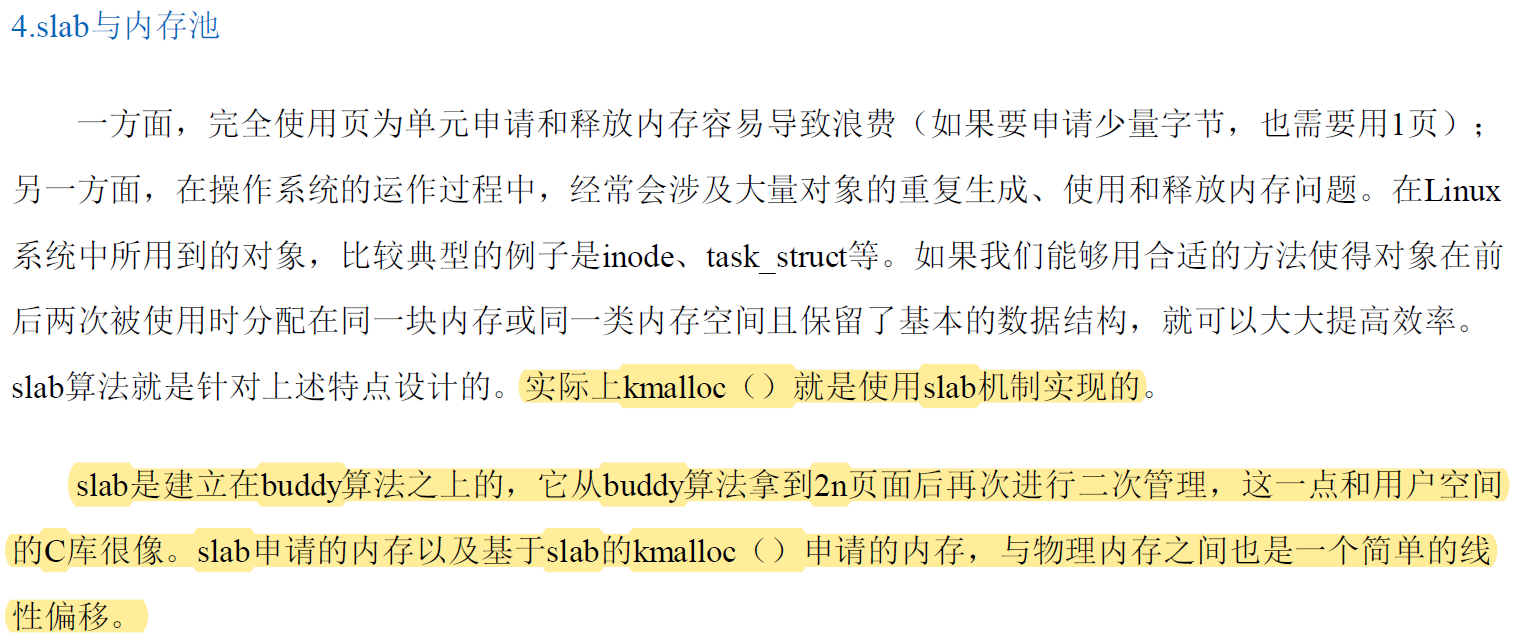 4.slab与内存池
一方面，完全使用页为单元申请和释放内存容易导致浪费（如果要申请少量字节，也需要用1页）；
另一方面，在操作系统的运作过程中，经常会涉及大量对象的重复生成、使用和释放内存问题。在Linux
系统中所用到的对象，比较典型的例子是inode、task_struct等。如果我们能够用合适的方法使得对象在前
后两次被使用时分配在同一块内存或同一类内存空间且保留了基本的数据结构，就可以大大提高效率。
slab算法就是针对上述特点设计的。实际上kmalloc（）就是使用slab机制实现的。
slab是建立在buddy算法之上的，它从buddy算法拿到2n页面后再次进行二次管理，这一点和用户空间
的C库很像。slab申请的内存以及基于slab的kmalloc（）申请的内存，与物理内存之间也是一个简单的线
性偏移。